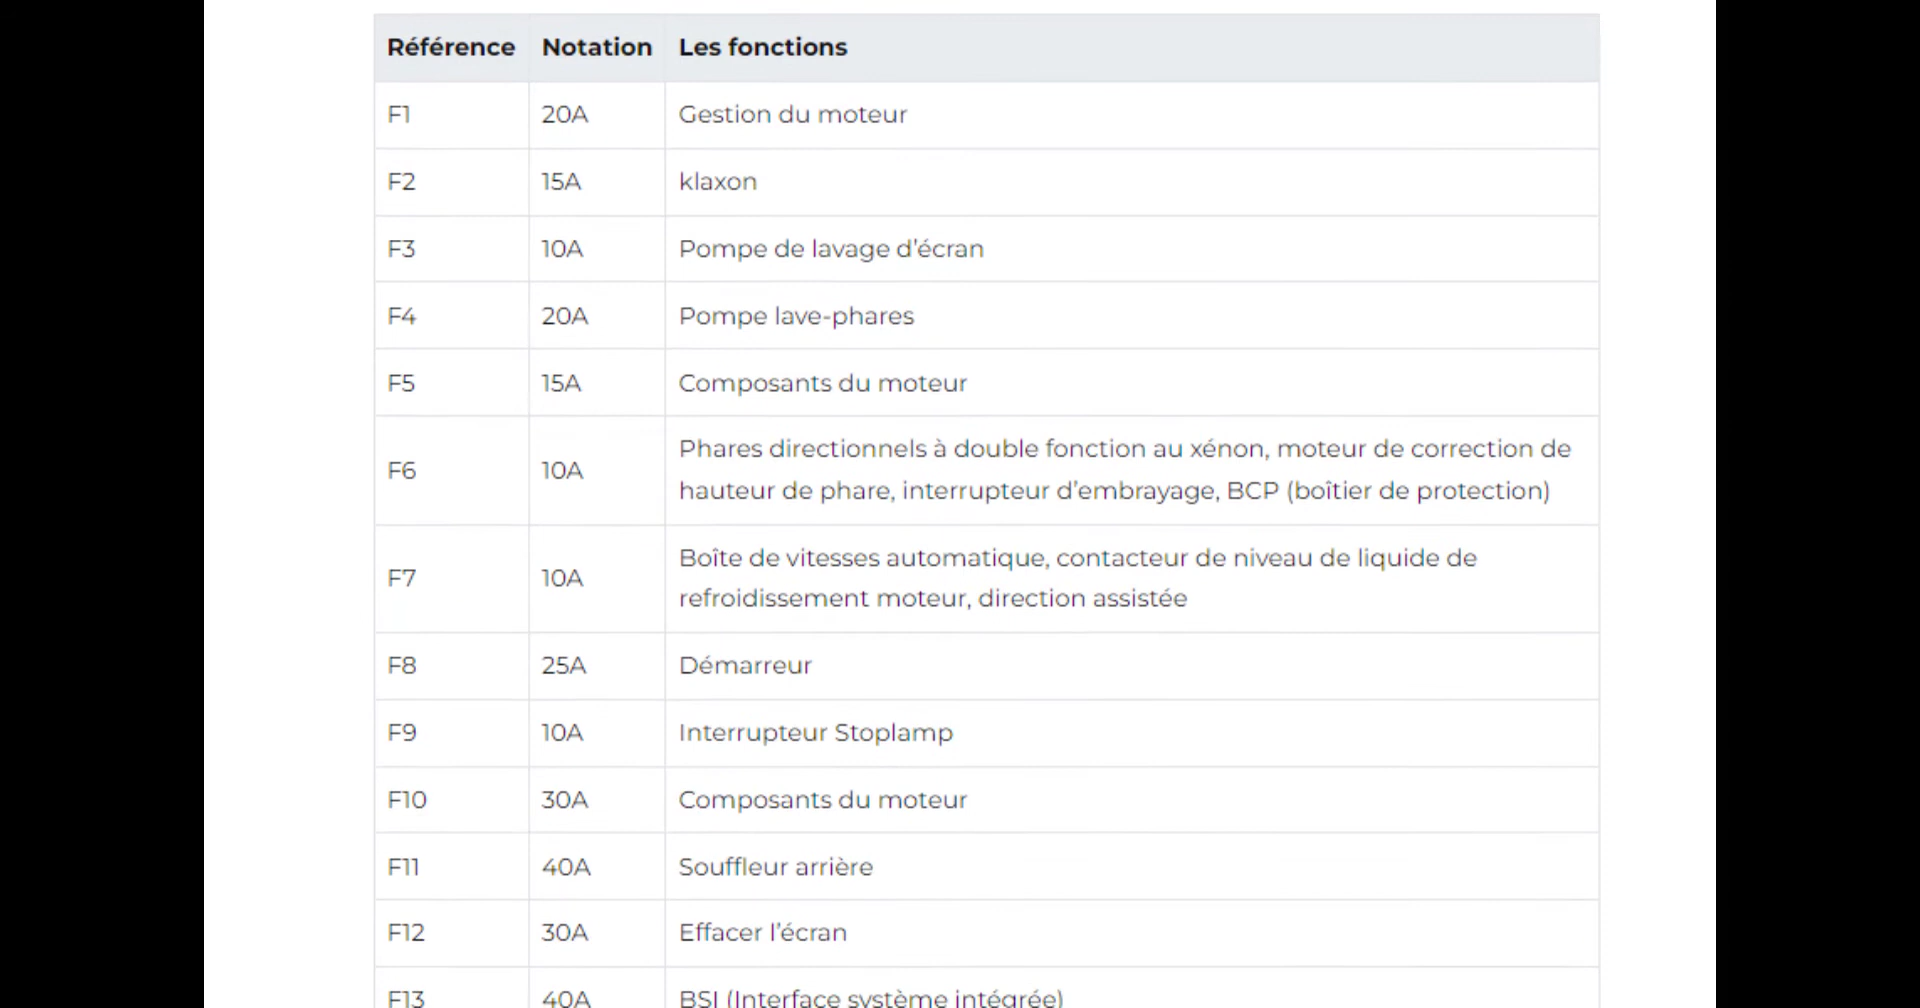 Référence Notation Les fonctions
F1 20A Gestion du moteur
F2 15A klaxon
F3 10A Pompe de lavage d'écran
F4 20A Pompe lave-phares
F5 15A Composants du moteur
F6 10A Phares directionnels à double fonction au xénon, moteur de correction de
hauteur de phare, interrupteur d'embrayage, BCP (boîtier de protection)
F7 10A Boîte de vitesses automatique, contacteur de niveau de liquide de
refroidissement moteur, direction assistée
F8 25A Démarreur
F9 10A Interrupteur Stoplamp
F10 30A Composants du moteur
F11 40A Souffleur arrière
F12 30A Effacer l'écran
F13 40A BSI (Interface système intégrée)